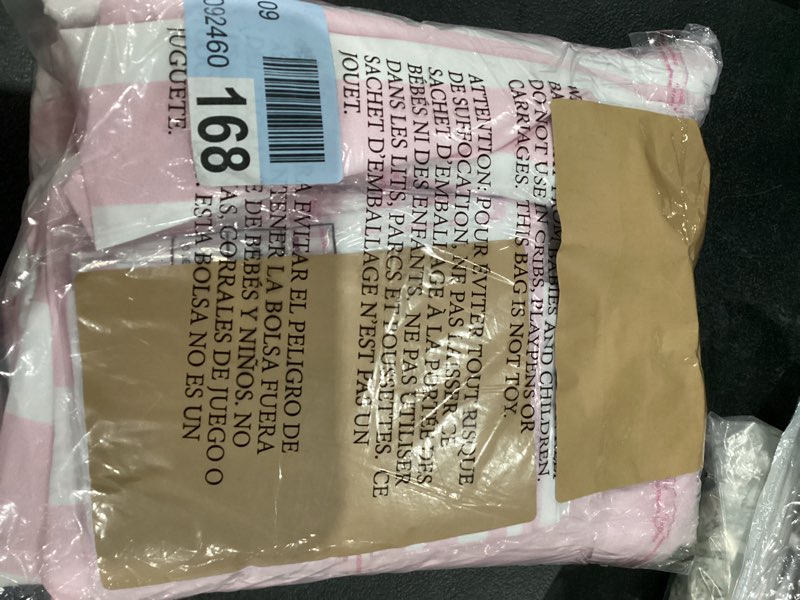 09
092460
168
DO NOT USE IN CRIBS, PLAYPENS OR
CARRIAGES. THIS BAG IS NOT TOY.
ATTENTION: POUR ÉVITER TOUT RISQUE
DE SUFFOCATION, NE PAS LAISSER CE
SACHET D'EMBALLAGE À LA PORTÉE DES
BÉBÉS NI DES ENFANTS. NE PAS UTILISER
DANS LES LITS, PARCS ET POUSSETTES. CE
SACHET D'EMBALLAGE N'EST PAS UN
JOUET.
A EVITAR EL PELIGRO DE
TENER LA BOLSA FUERA
E DE BEBÉS Y NIÑOS. NO
AS, CORRALES DE JUEGO O
. ESTA BOLSA NO ES UN
JUGUETE.